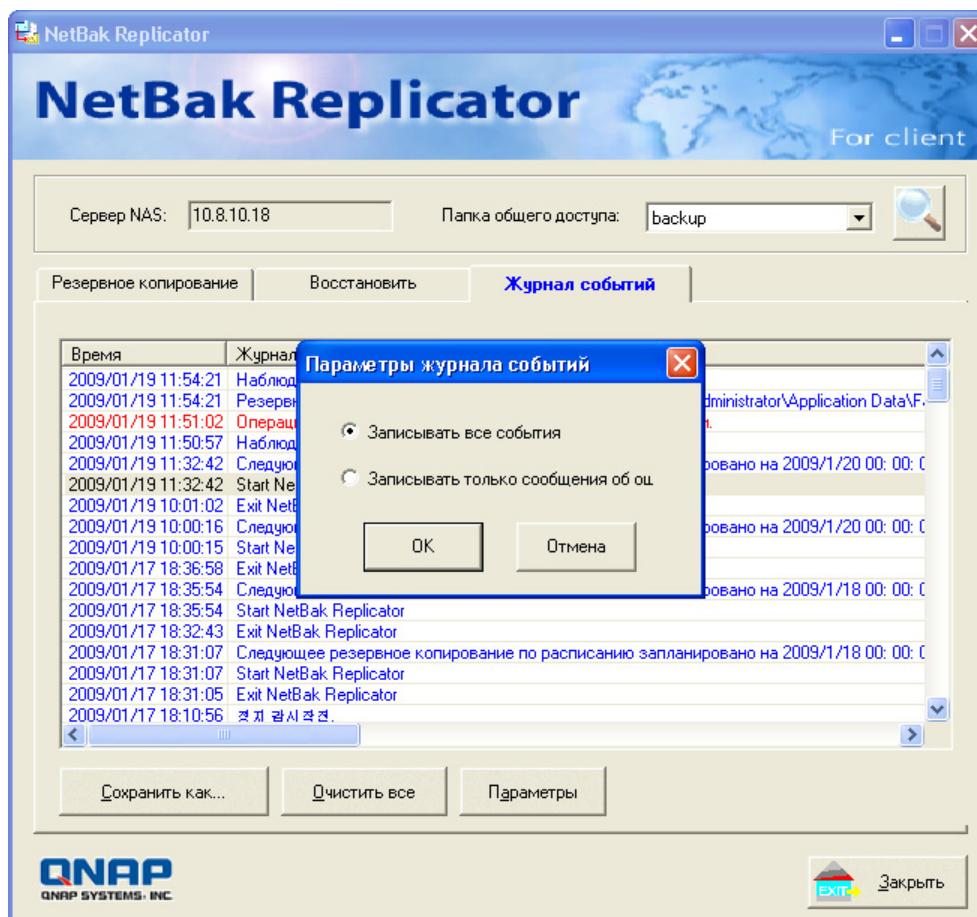 NetBak Replicator
NetBak Replicator
For client
Сервер NAS: 10.8.10.18 Папка общего доступа: backup
Резервное копирование Восстановить Журнал событий
Время Журнал
Параметры журнала событий
Записывать все события
Записывать только сообщения об ош
OK Отмена
2009/01/19 11:54:21 Наблюд
2009/01/19 11:54:21 Резерв dministrator\Application Data\F
2009/01/19 11:51:02 Операц
2009/01/19 11:50:57 Наблюд
2009/01/19 11:32:42 Следую ровано на 2009/1/20 00: 00: 0
2009/01/19 11:32:42 Start Ne
2009/01/19 10:01:02 Exit NetB
2009/01/19 10:00:16 Следую ровано на 2009/1/20 00: 00: 0
2009/01/19 10:00:15 Start Ne
2009/01/17 18:36:58 Exit NetB
2009/01/17 18:35:54 Следую ровано на 2009/1/18 00: 00: 0
2009/01/17 18:35:54 Start NetBak Replicator
2009/01/17 18:32:43 Exit NetBak Replicator
2009/01/17 18:31:07 Следующее резервное копирование по расписанию запланировано на 2009/1/18 00: 00: 0
2009/01/17 18:31:07 Start NetBak Replicator
2009/01/17 18:31:05 Exit NetBak Replicator
2009/01/17 18:10:56
Сохранить как... Очистить все Параметры
QNAP
QNAP SYSTEMS, INC
EXIT Закрыть